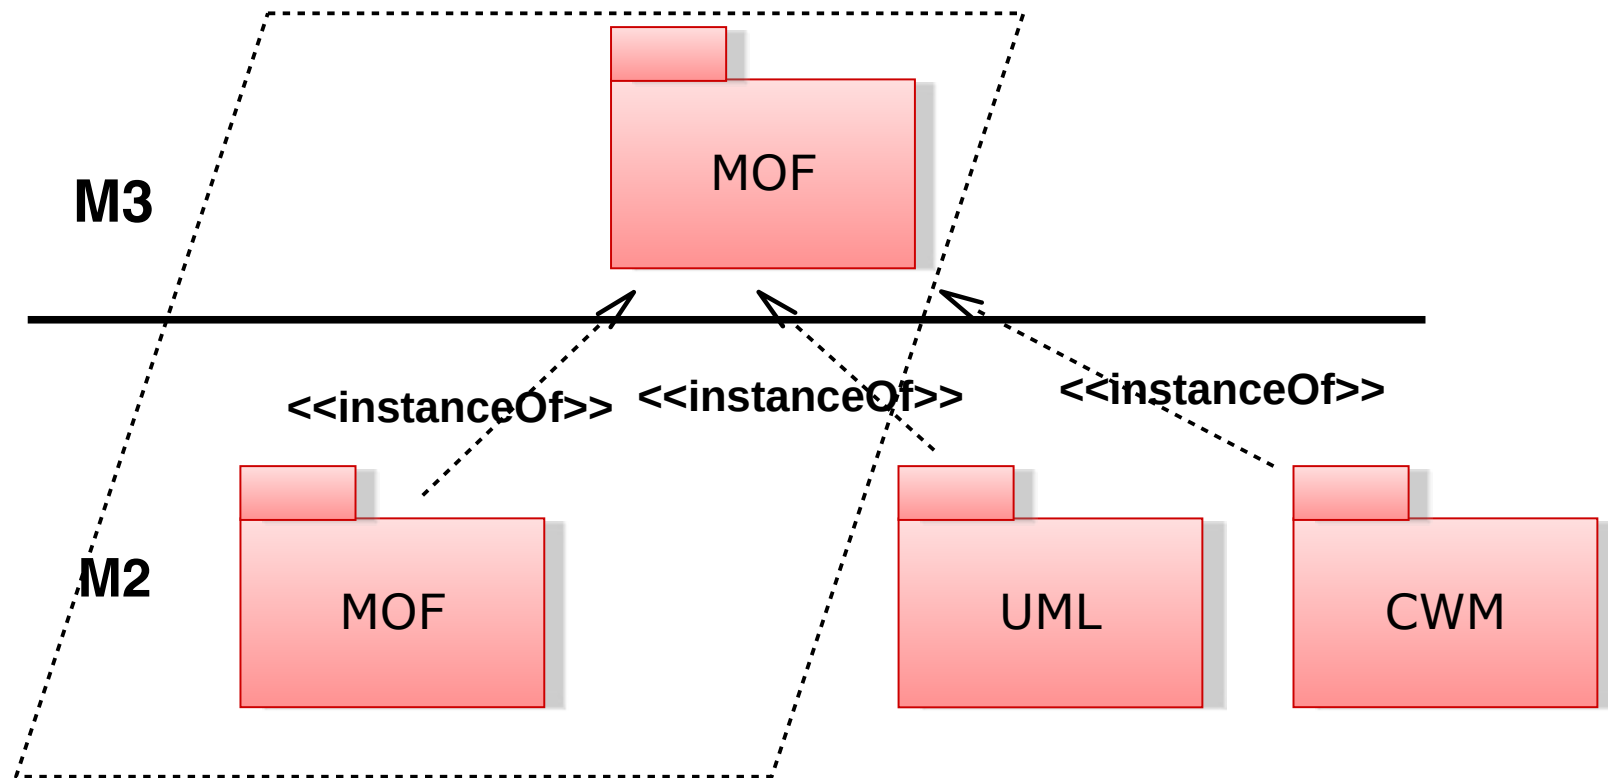 MOF
M3
<<instanceOf>>
<<instanceOf>>
<<instanceOf>>
M2
MOF
UML
CWM